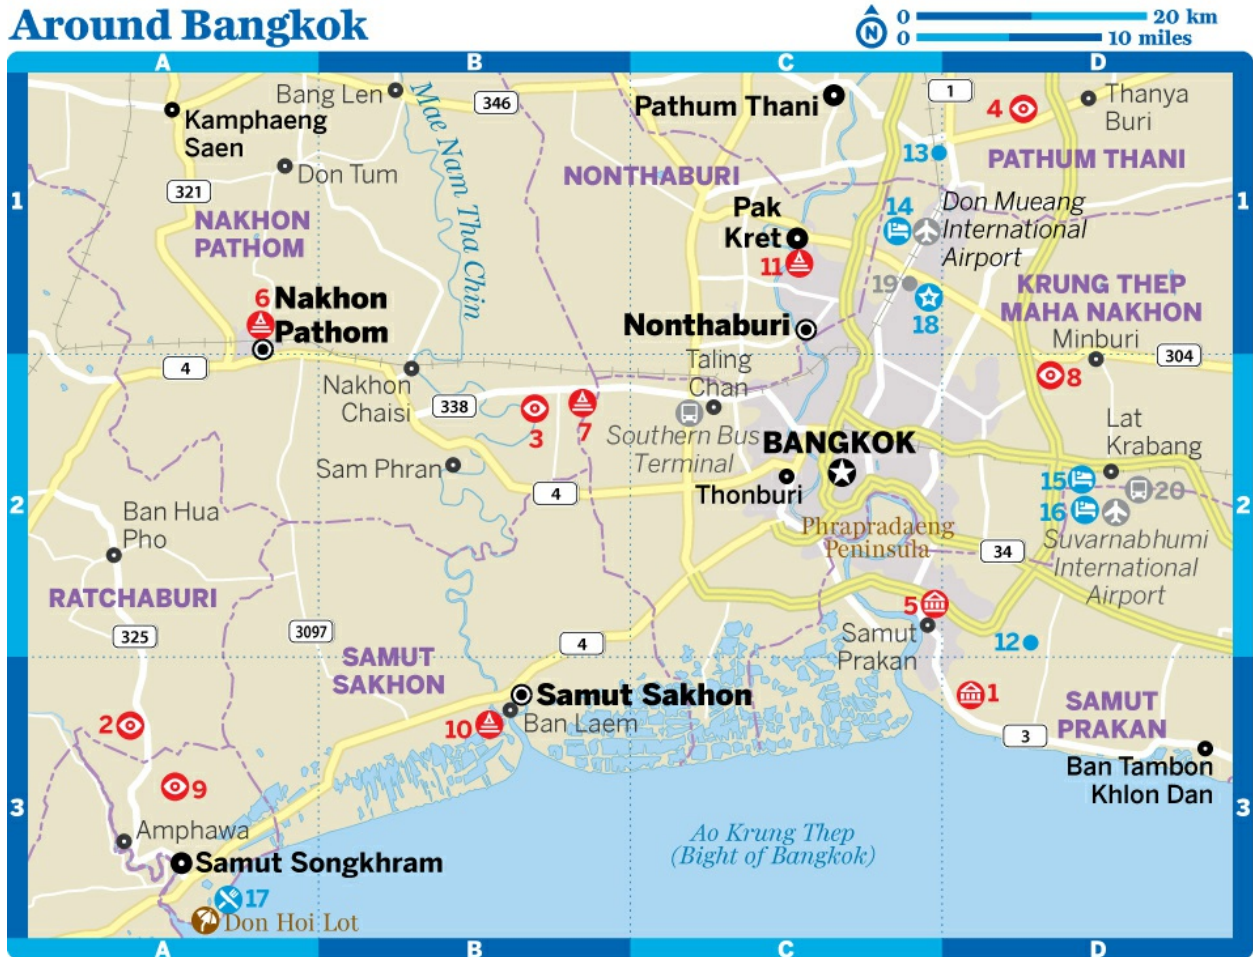 Around Bangkok
0 20 km
0 10 miles
N
A B C D
1
Bang Len
346
Mae Nam Tha Chin
Pathum Thani
1
4
Thanya
Buri
Kamphaeng
Saen
Don Tum
321
NAKHON
PATHOM
NONTHABURI
13
PATHUM THANI
Pak
Kret
11
14
Don Mueang
International
Airport
1
19
18
KRUNG THEP
MAHA NAKHON
6
Nakhon
Pathom
Nonthaburi
Minburi
304
4
Nakhon
Chaisi
338
3
7
Taling
Chan
Southern Bus
Terminal
8
BANGKOK
Lat
Krabang
Sam Phran
4
Thonburi
15
20
16
2
2
Ban Hua
Pho
Phrapradaeng
Peninsula
34
Suvarnabhumi
International
Airport
RATCHABURI
325
3097
4
5
Samut
Prakan
12
SAMUT
SAKHON
Samut Sakhon
10
Ban Laem
1
SAMUT
PRAKAN
3
Ban Tambon
Khlon Dan
2
9
3
3
Amphawa
Samut Songkhram
Ao Krung Thep
(Bight of Bangkok)
17
Don Hoi Lot
A B C D